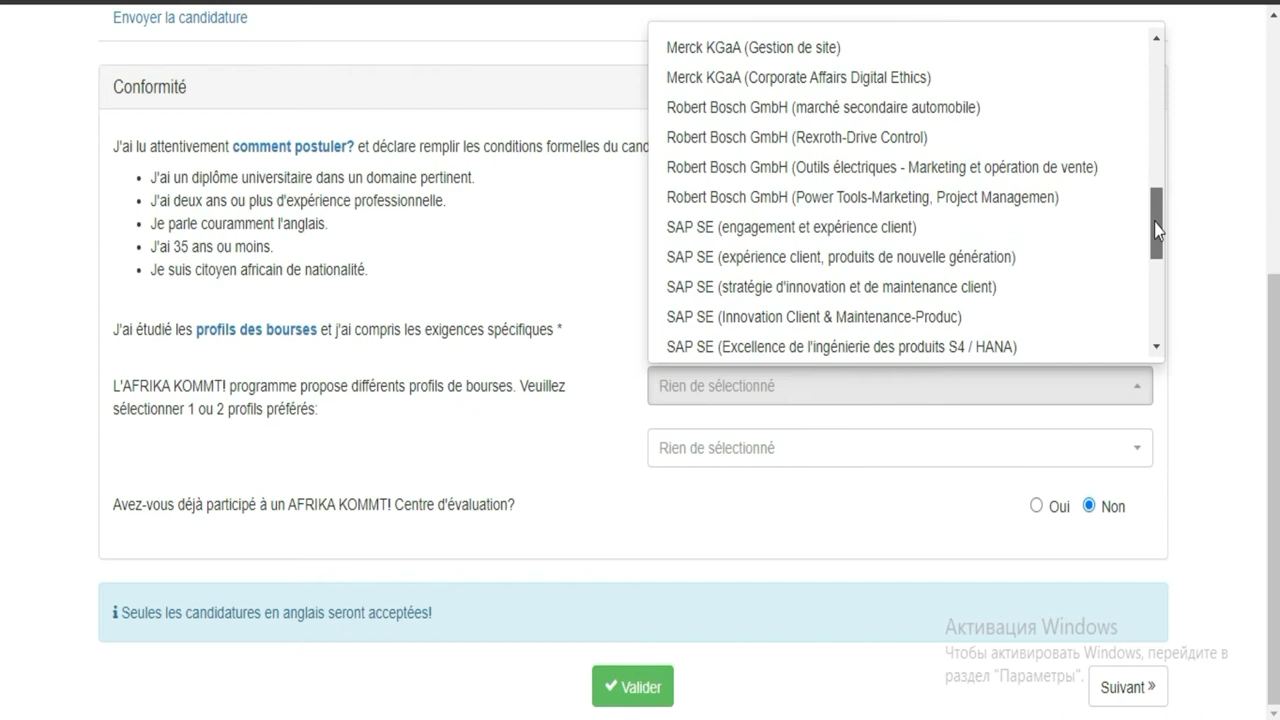 Envoyer la candidature
Conformité
J'ai lu attentivement comment postuler? et déclare remplir les conditions formelles du cand
• J'ai un diplôme universitaire dans un domaine pertinent.
• J'ai deux ans ou plus d'expérience professionnelle.
• Je parle couramment l'anglais.
• J'ai 35 ans ou moins.
• Je suis citoyen africain de nationalité.
J'ai étudié les profils des bourses et j'ai compris les exigences spécifiques *
L'AFRIKA KOMMT! programme propose différents profils de bourses. Veuillez
sélectionner 1 ou 2 profils préférés:
Merck KGaA (Gestion de site)
Merck KGaA (Corporate Affairs Digital Ethics)
Robert Bosch GmbH (marché secondaire automobile)
Robert Bosch GmbH (Rexroth-Drive Control)
Robert Bosch GmbH (Outils électriques - Marketing et opération de vente)
Robert Bosch GmbH (Power Tools-Marketing, Project Managemen)
SAP SE (engagement et expérience client)
SAP SE (expérience client, produits de nouvelle génération)
SAP SE (stratégie d'innovation et de maintenance client)
SAP SE (Innovation Client & Maintenance-Produc)
SAP SE (Excellence de l'ingénierie des produits S4 / HANA)
Rien de sélectionné
Rien de sélectionné
Avez-vous déjà participé à un AFRIKA KOMMT! Centre d'évaluation?
Oui Non
Seules les candidatures en anglais seront acceptées!
Активация Windows
Чтобы активировать Windows, перейдите в
раздел "Параметры".
Valider
Suivant »